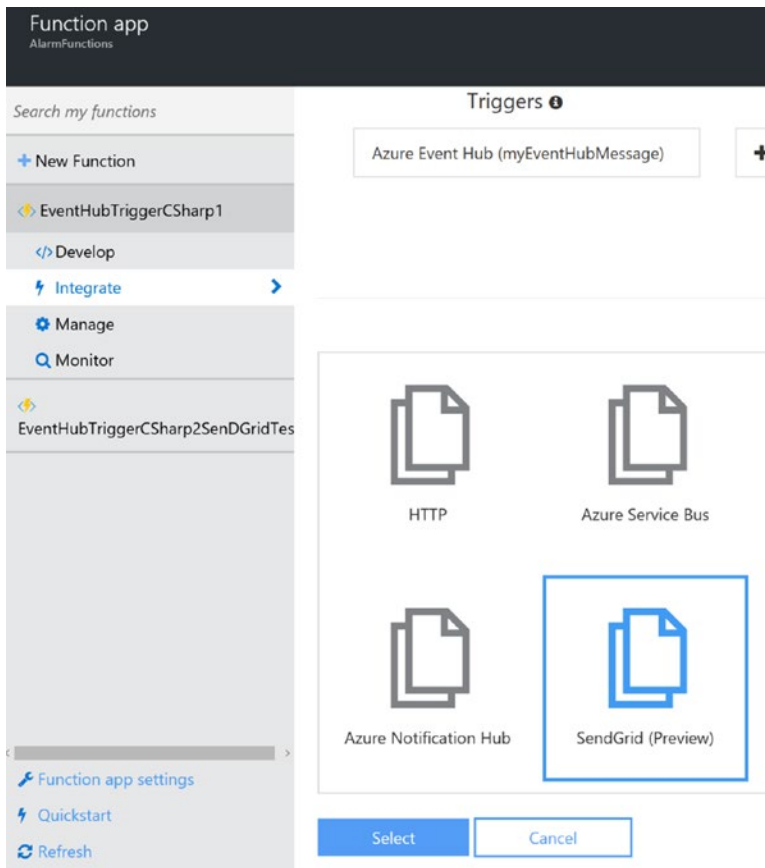 Function app
AlarmFunctions
Search my functions
New Function
EventHubTriggerCSharp1
Develop
Integrate
Manage
Monitor
EventHubTriggerCSharp2SenDGridTes
Function app settings
Quickstart
Refresh
Triggers
Azure Event Hub (myEventHubMessage)
HTTP
Azure Service Bus
Azure Notification Hub
SendGrid (Preview)
Select
Cancel